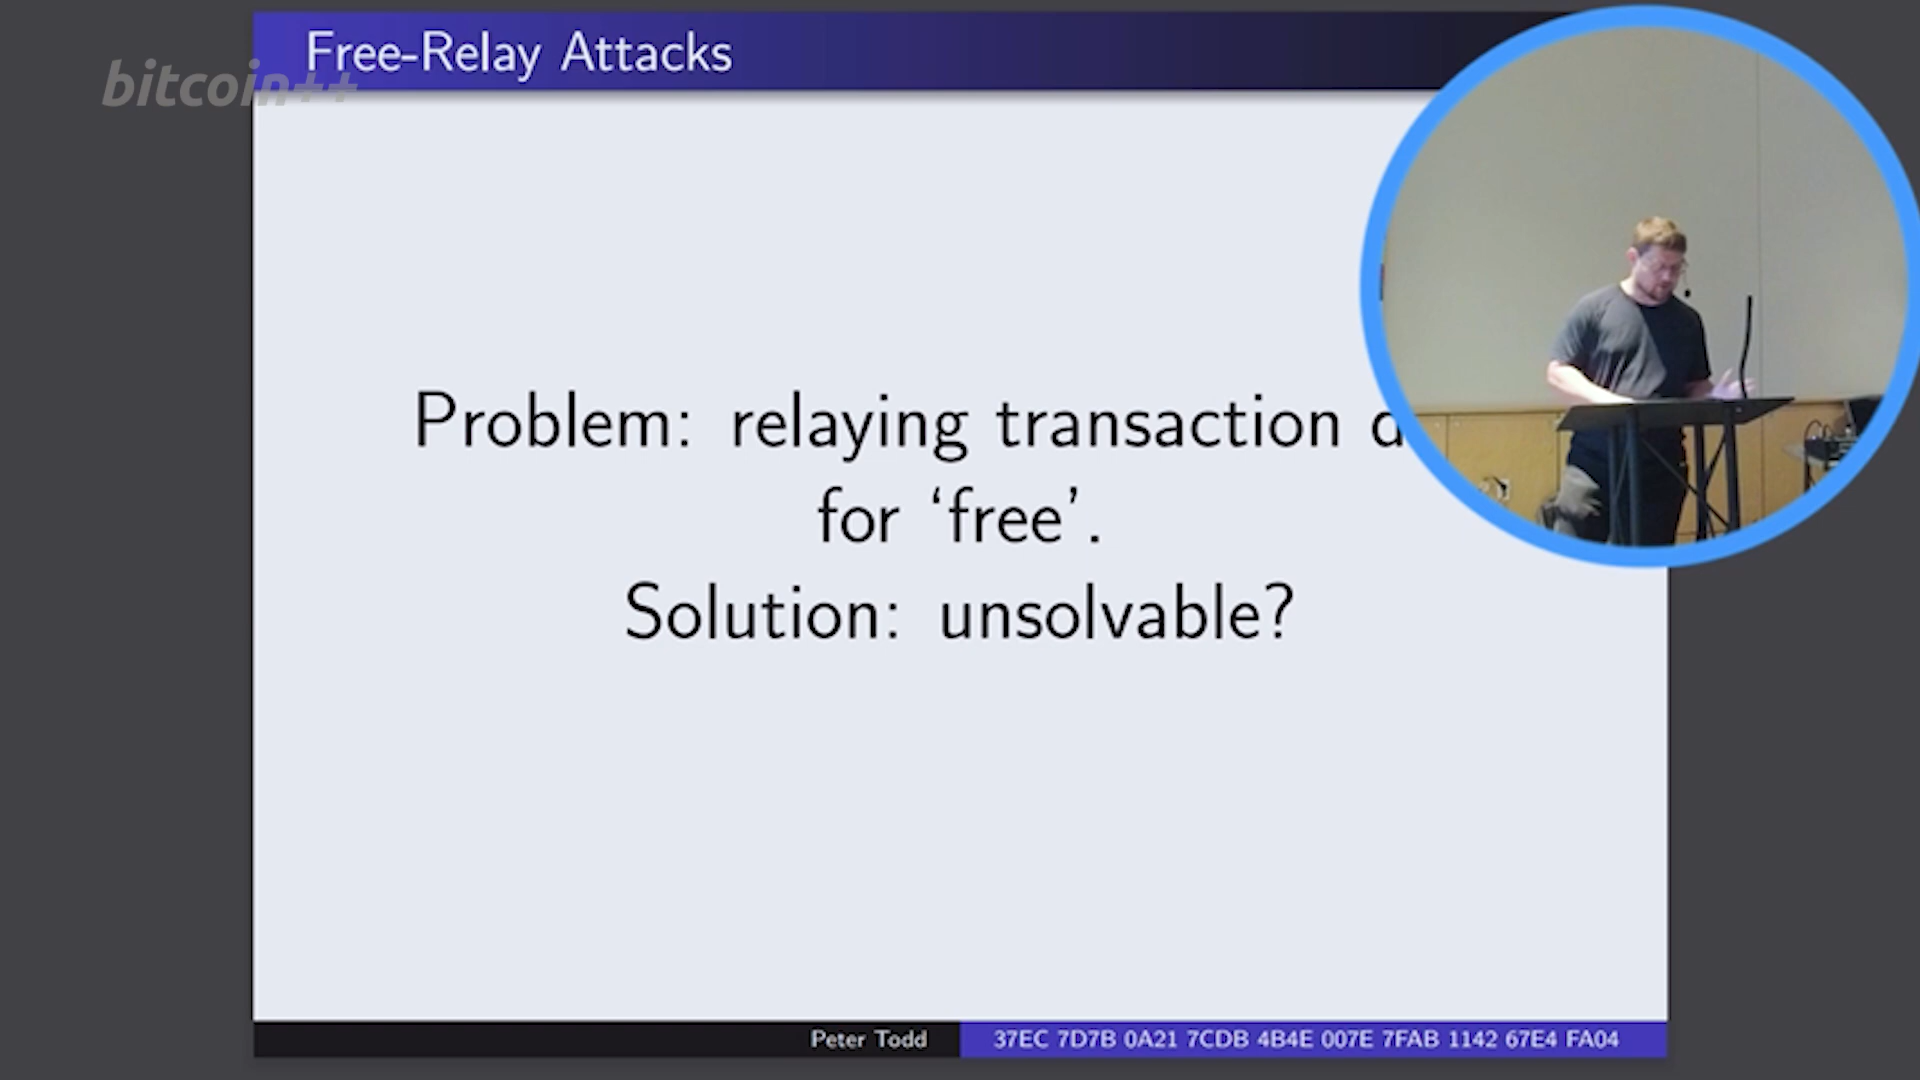 Free-Relay Attacks
bitcoin++
Problem: relaying transaction
for ‘free’.
Solution: unsolvable?
Peter Todd
37EC 7D7B 0A21 7CDB 4B4E 007E 7FAB 1142 67E4 FA04